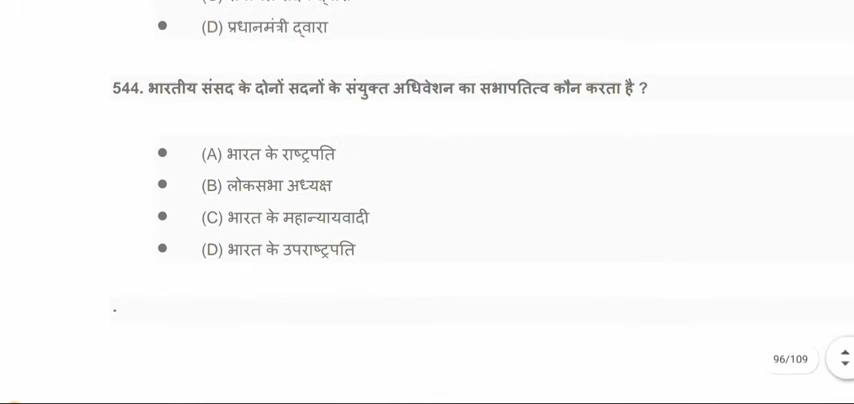 (D) प्रधानमंत्री द्वारा
544. भारतीय संसद के दोनों सदनों के संयुक्त अधिवेशन का सभापतित्व कौन करता है ?
(A) भारत के राष्ट्रपति
(B) लोकसभा अध्यक्ष
(C) भारत के महान्यायवादी
(D) भारत के उपराष्ट्रपति
.
96/109